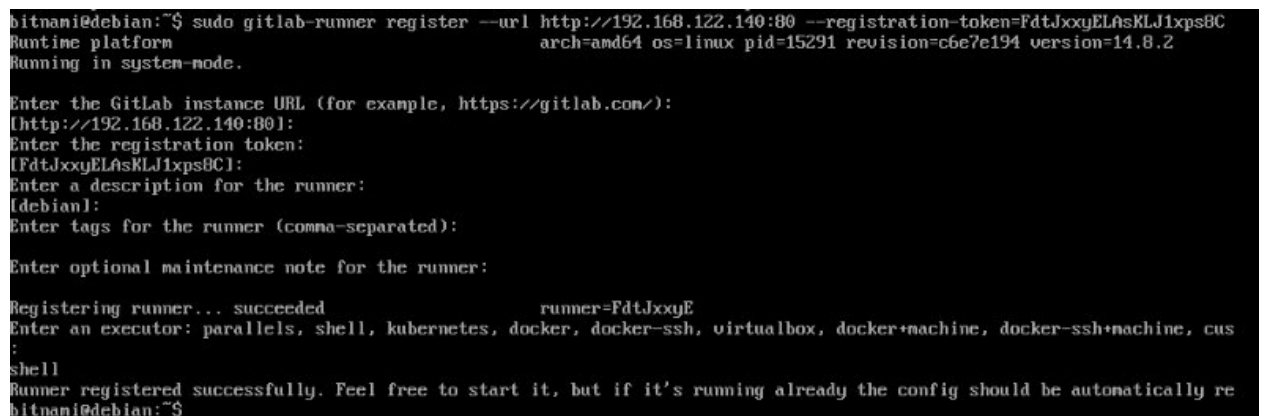 bitnami@debian:~$ sudo gitlab-runner register --url http://192.168.122.140:80 --registration-token=FdtJxxyELAsKLJ1xps8C
Runtime platform arch=amd64 os=linux pid=15291 revision=c6e7e194 version=14.8.2
Running in system-mode.
Enter the GitLab instance URL (for example, https://gitlab.com/):
[http://192.168.122.140:80]:
Enter the registration token:
[FdtJxxyELAsKLJ1xps8C]:
Enter a description for the runner:
[debian]:
Enter tags for the runner (comma-separated):
Enter optional maintenance note for the runner:
Registering runner... succeeded runner=FdtJxxyE
Enter an executor: parallels, shell, kubernetes, docker, docker-ssh, virtualbox, docker+machine, docker-ssh+machine, cus
:
shell
Runner registered successfully. Feel free to start it, but if it's running already the config should be automatically re
bitnami@debian:~$